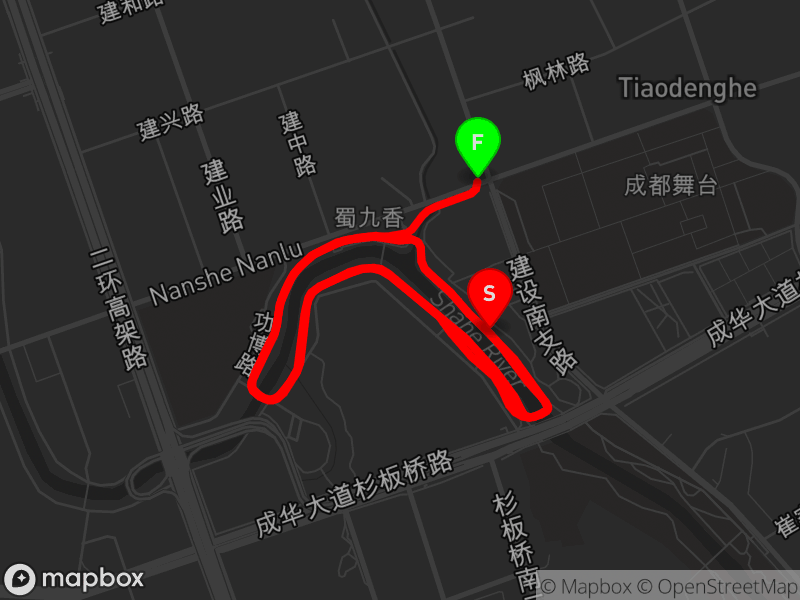 建和路
枫林路
Tiaodenghe
建兴路
建中路
F
建业路
成都舞台
蜀九香
Nanshe Nanlu
二环高架路
建设南支路
S
功博路
Shahe River
成华大道杉
成华大道杉板桥路
杉板桥南
mapbox
© Mapbox © OpenStreetMap